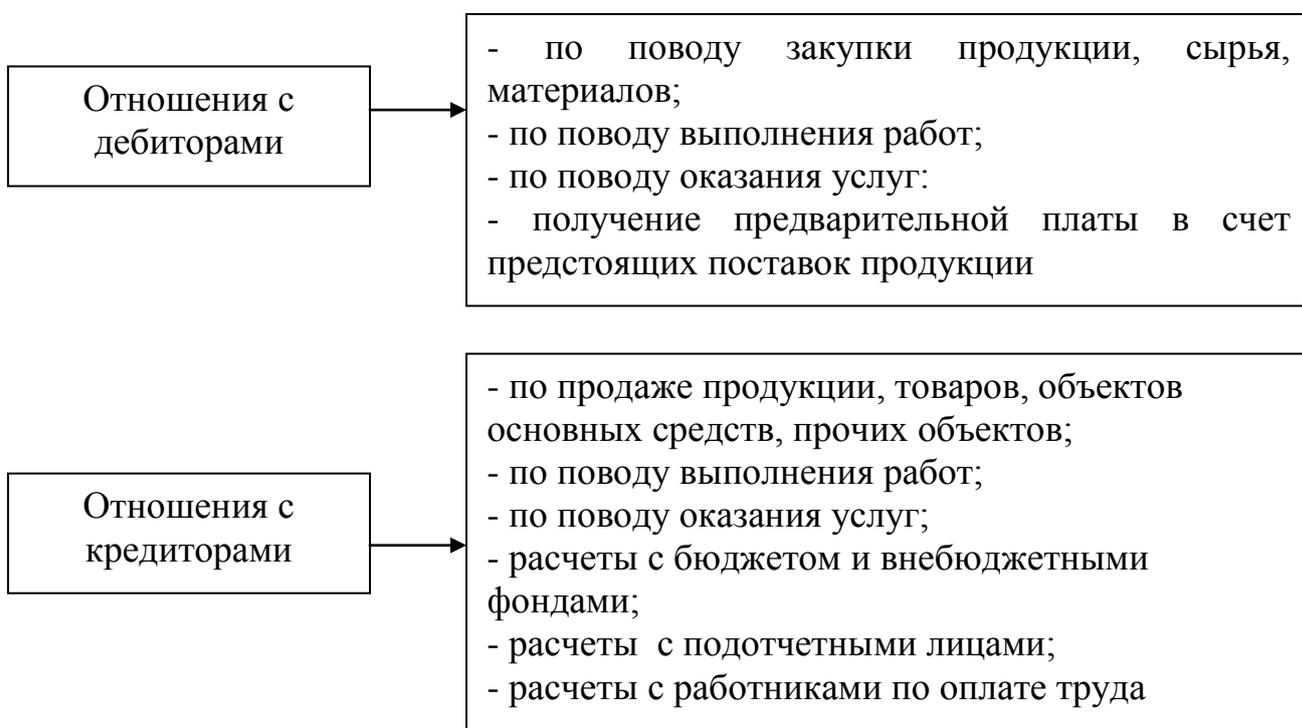 Отношения с
дебиторами
- по поводу закупки продукции, сырья,
материалов;
- по поводу выполнения работ;
- по поводу оказания услуг:
- получение предварительной платы в счет
предстоящих поставок продукции
Отношения с
кредиторами
- по продаже продукции, товаров, объектов
основных средств, прочих объектов;
- по поводу выполнения работ;
- по поводу оказания услуг;
- расчеты с бюджетом и внебюджетными
фондами;
- расчеты с подотчетными лицами;
- расчеты с работниками по оплате труда